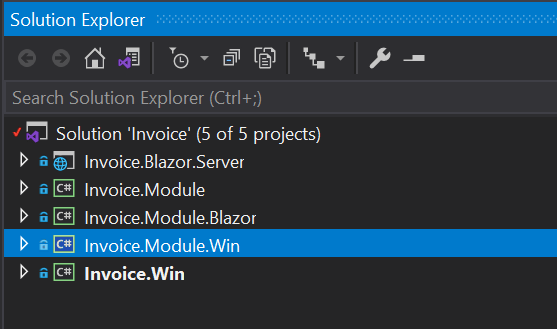 Solution Explorer
Search Solution Explorer (Ctrl+;)
Solution 'Invoice' (5 of 5 projects)
Invoice.Blazor.Server
C# Invoice.Module
C# Invoice.Module.Blazor
C# Invoice.Module.Win
C# Invoice.Win